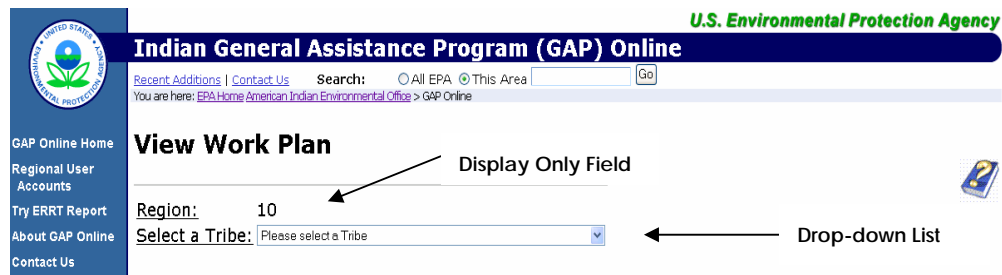 U.S. Environmental Protection Agency
UNITED STATES
ENVIRONMENTAL PROTECTION AGENCY
Indian General Assistance Program (GAP) Online
Recent Additions | Contact Us Search: All EPA This Area Go
You are here: EPA Home American Indian Environmental Office > GAP Online
GAP Online Home
Regional User
Accounts
Try ERRT Report
About GAP Online
Contact Us
View Work Plan
Display Only Field
Region: 10
Select a Tribe: Please select a Tribe
Drop-down List